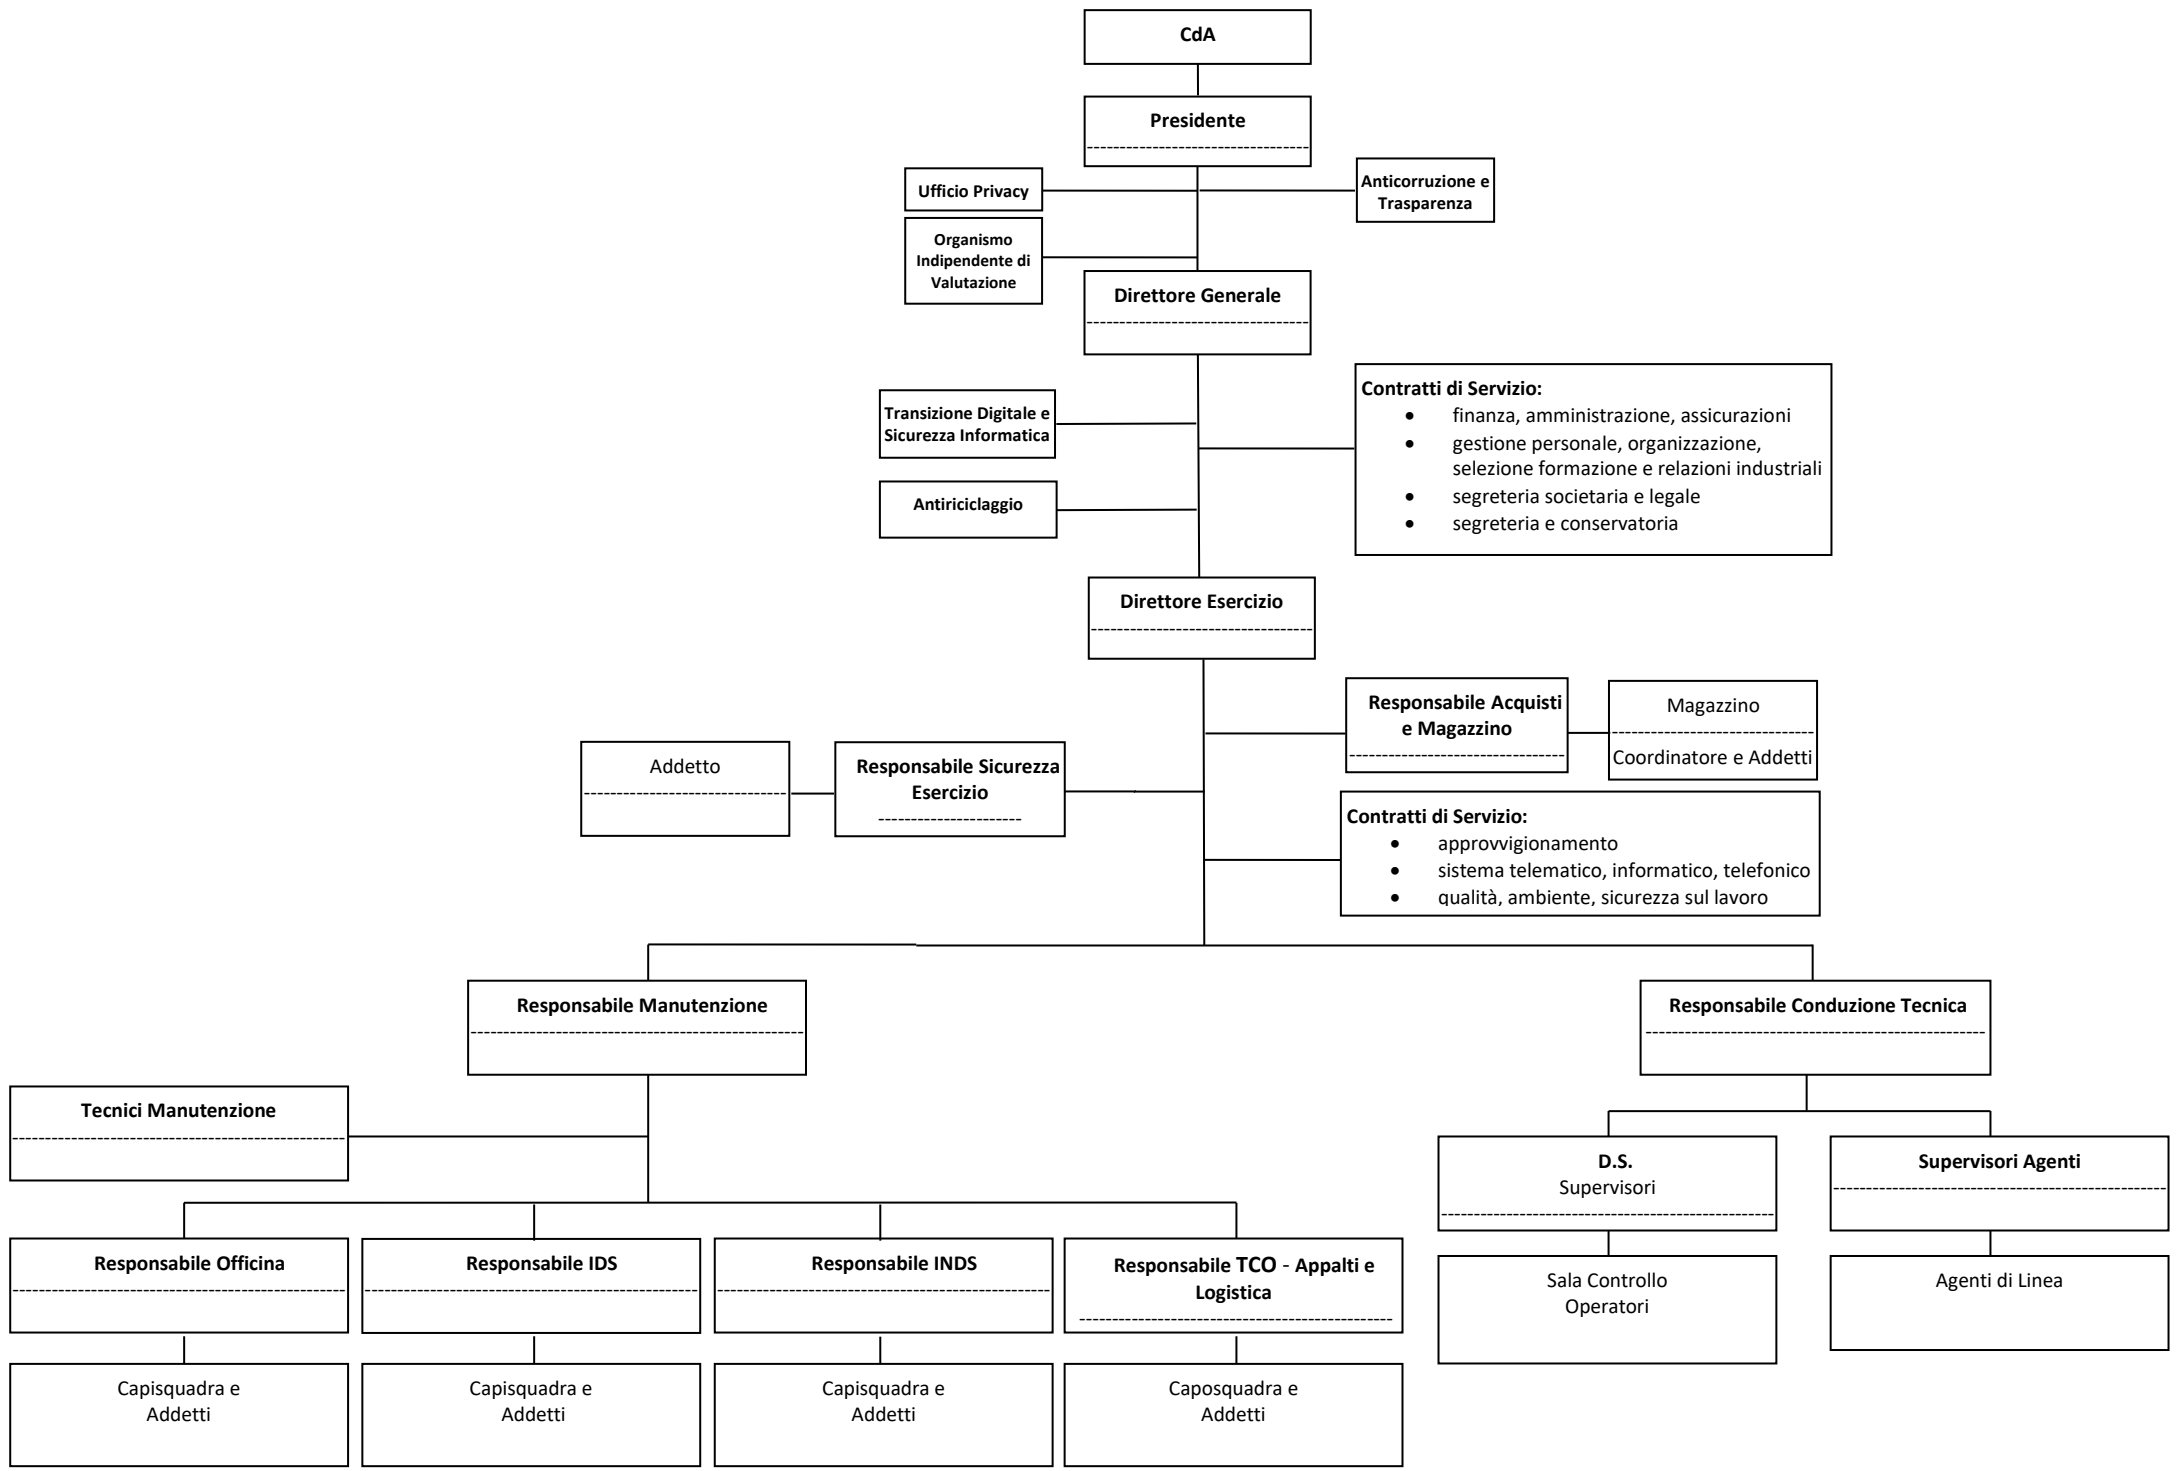 CdA
Presidente
Ufficio Privacy
Anticorruzione e
Trasparenza
Organismo
Indipendente di
Valutazione
Direttore Generale
Transizione Digitale e
Sicurezza Informatica
Contratti di Servizio:
• finanza, amministrazione, assicurazioni
• gestione personale, organizzazione,
selezione formazione e relazioni industriali
• segreteria societaria e legale
• segreteria e conservatoria
Antiriciclaggio
Direttore Esercizio
Responsabile Acquisti
e Magazzino
Magazzino
Coordinatore e Addetti
Addetto
Responsabile Sicurezza
Esercizio
Contratti di Servizio:
• approvvigionamento
• sistema telematico, informatico, telefonico
• qualità, ambiente, sicurezza sul lavoro
Responsabile Manutenzione
Responsabile Conduzione Tecnica
Tecnici Manutenzione
D.S.
Supervisori
Supervisori Agenti
Responsabile Officina
Responsabile IDS
Responsabile INDS
Responsabile TCO - Appalti e
Logistica
Sala Controllo
Operatori
Agenti di Linea
Capisquadra e
Addetti
Capisquadra e
Addetti
Capisquadra e
Addetti
Caposquadra e
Addetti